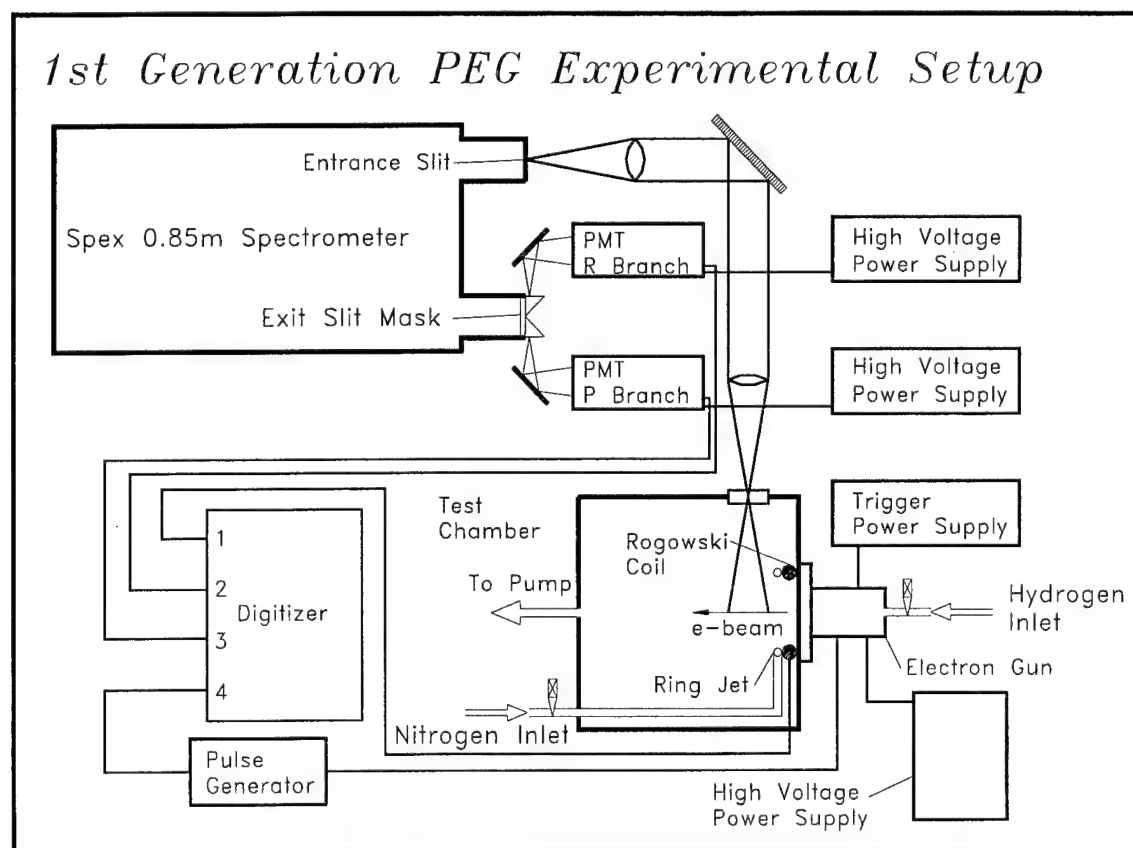 1st Generation PEG Experimental Setup
Entrance Slit
Spex 0.85m Spectrometer
Exit Slit Mask
PMT
R Branch
High Voltage
Power Supply
PMT
P Branch
High Voltage
Power Supply
Test
Chamber
Rogowski
Coil
Trigger
Power Supply
To Pump
e-beam
Hydrogen
Inlet
Electron Gun
Ring Jet
Nitrogen Inlet
1
2
Digitizer
3
4
Pulse
Generator
High Voltage
Power Supply